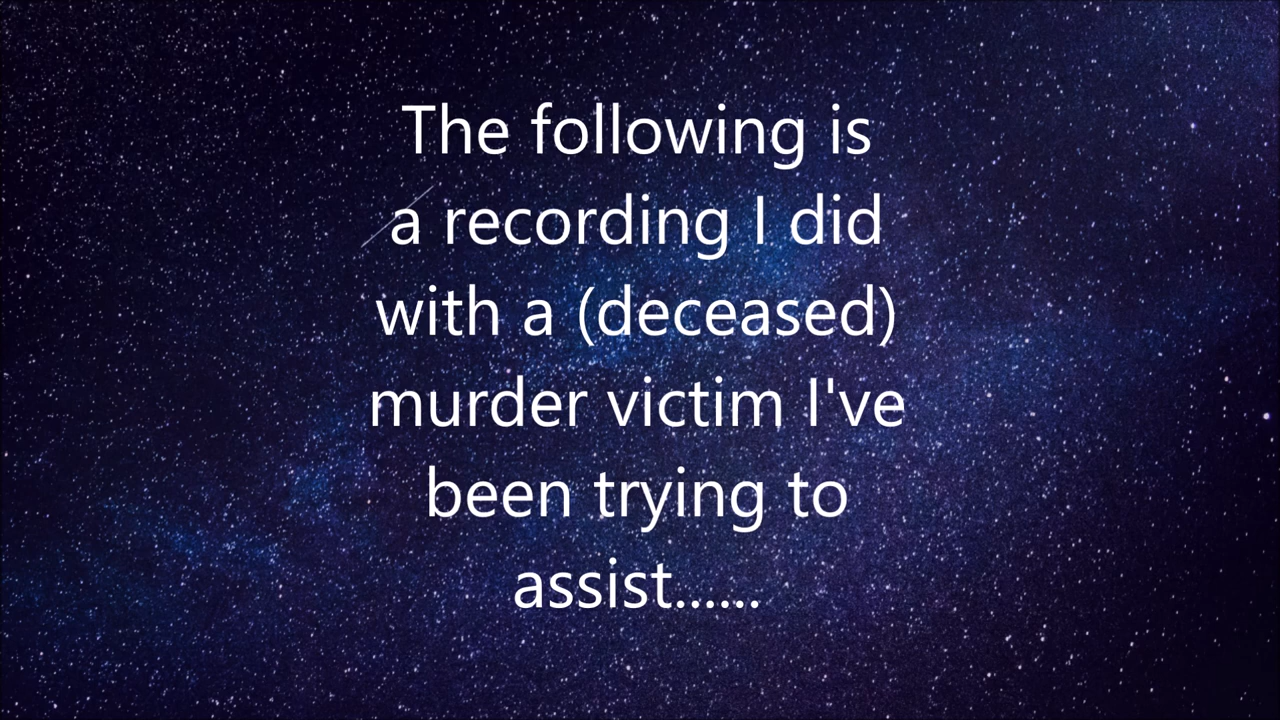 The following is
a recording I did
with a (deceased)
murder victim I've
been trying to
assist......